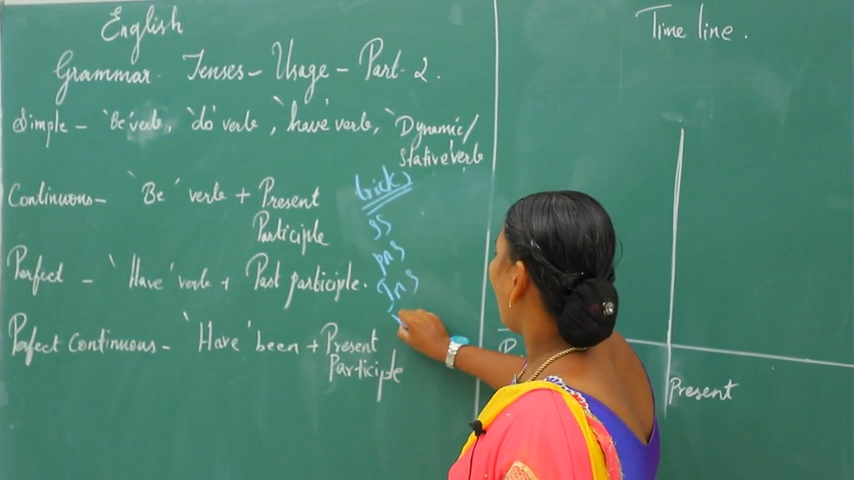 English
Grammar. Tenses - Usage - Part. 2.
Simple - 'Be' verb, 'do' verb, 'have' verb, 'Dynamic/
stative' verb
Continuous - 'Be' verb + Present
Participle
Perfect - 'Have' verb + Past participle.
Perfect Continuous - 'Have' been + Present
Participle
Time line.
Present